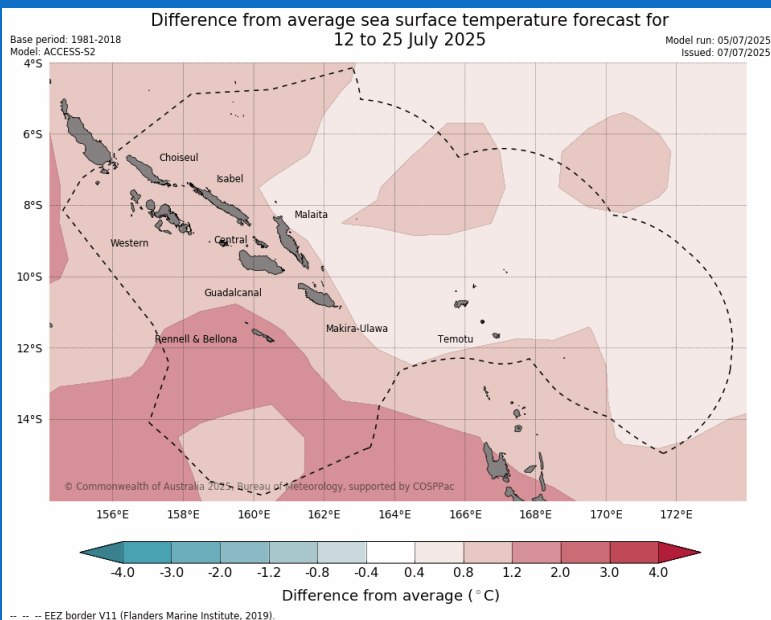 Difference from average sea surface temperature forecast for
12 to 25 July 2025
Base period: 1981-2018
Model: ACCESS-S2
Model run: 05/07/2025
Issued: 07/07/2025
4°S
6°S
8°S
10°S
12°S
14°S
Choiseul
Isabel
Malaita
Western
Central
Guadalcanal
Makira-Ulawa
Rennell & Bellona
Temotu
© Commonwealth of Australia 2025, Bureau of Meteorology, supported by COSPPac
156°E 158°E 160°E 162°E 164°E 166°E 168°E 170°E 172°E
-4.0 -3.0 -2.0 -1.2 -0.8 -0.4 0.4 0.8 1.2 2.0 3.0 4.0
Difference from average (°C)
-- -- -- EEZ border V11 (Flanders Marine Institute, 2019).